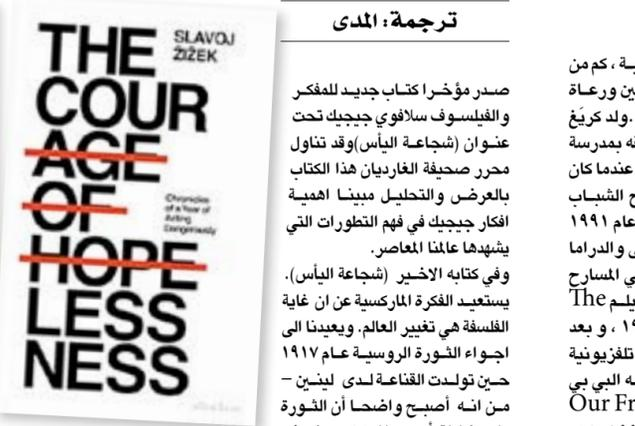 THE
COUR
AGE
OF
HOPE
LESS
NESS
SLAVOJ
ŽIŽEK
Chronicles
of a Year of
Acting
Dangerously
ترجمة: المدى
صدر مؤخرا كتاب جديد للمفكر
والفيلسوف سلافوي جيجيك تحت
عنوان (شجاعة اليأس)وقد تناول
محرر صحيفة الغارديان هذا الكتاب
بالعرض والتحليل مبينا اهمية
افكار جيجيك في فهم التطورات التي
يشهدها عالمنا المعاصر.
وفي كتابه الاخير (شجاعة اليأس).
يستعيد الفكرة الماركسية عن ان غاية
الفلسفة هي تغيير العالم. ويعيدنا الى
اجواء الثورة الروسية عام ١٩١٧
حين تولدت القناعة لدى لينين –
من انه أصبح واضحا أن الثورة
، كم من
ين ورعاة
.ولد كريغ
ه بمدرسة
عندما كان
ح الشباب
عام ١٩٩١
ى والدراما
ي المسارح
يلم The
، و بعد
تلفزيونية
ه البي بي
Our Fr